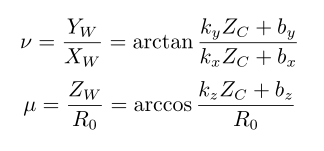 ν = Y_W / X_W = arctan (k_y Z_C + b_y) / (k_x Z_C + b_x)
μ = Z_W / R_0 = arccos (k_z Z_C + b_z) / R_0